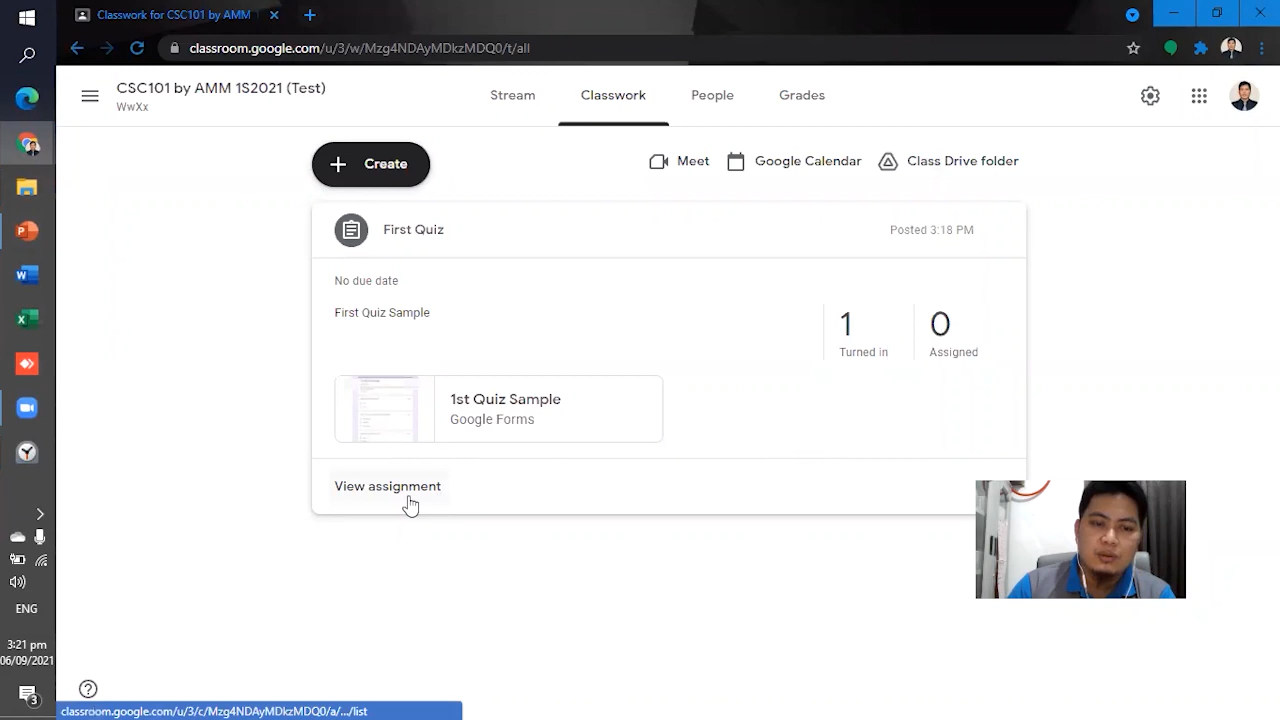 Classwork for CSC101 by AMM
classroom.google.com/u/3/w/Mzg4NDAyMDkzMDQ0/t/all
CSC101 by AMM 1S2021 (Test)
WwXx
Stream
Classwork
People
Grades
Create
Meet
Google Calendar
Class Drive folder
First Quiz
Posted 3:18 PM
No due date
First Quiz Sample
1
Turned in
0
Assigned
1st Quiz Sample
Google Forms
View assignment
ENG
3:21 pm
06/09/2021
3
classroom.google.com/u/3/c/Mzg4NDAyMDkzMDQ0/a/.../list